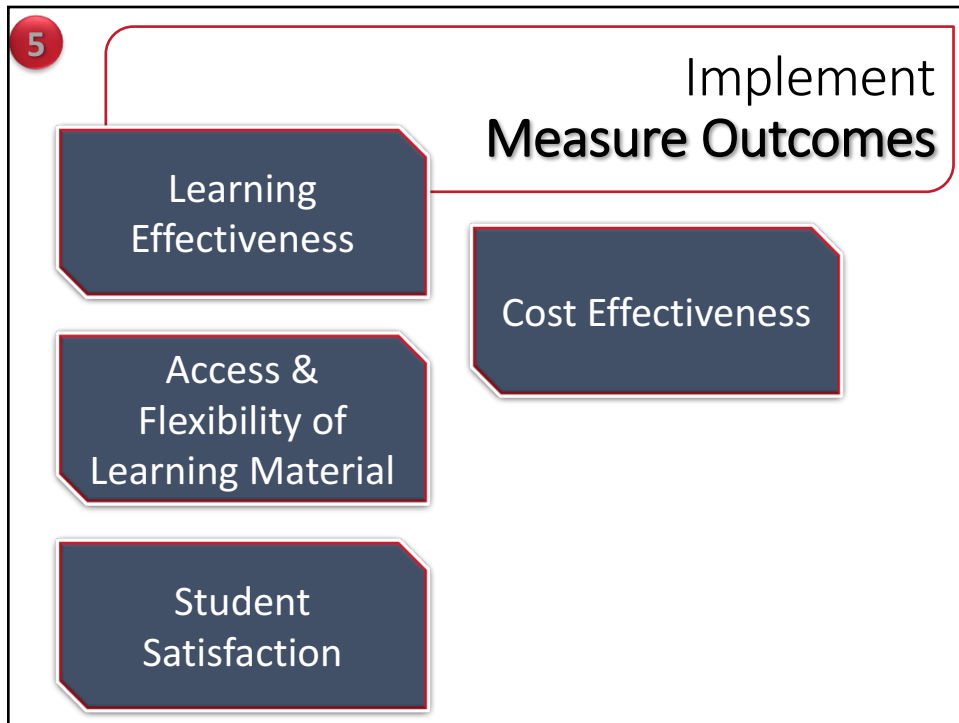 5
Implement
Measure Outcomes
Learning
Effectiveness
Cost Effectiveness
Access &
Flexibility of
Learning Material
Student
Satisfaction